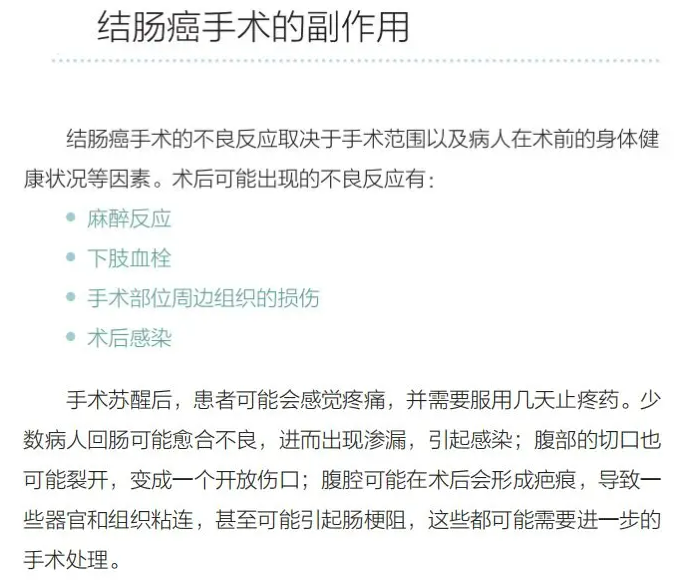 结肠癌手术的副作用
结肠癌手术的不良反应取决于手术范围以及病人在术前的身体健
康状况等因素。术后可能出现的不良反应有：
• 麻醉反应
• 下肢血栓
• 手术部位周边组织的损伤
• 术后感染
手术苏醒后，患者可能会感觉疼痛，并需要服用几天止疼药。少
数病人回肠可能愈合不良，进而出现渗漏，引起感染；腹部的切口也
可能裂开，变成一个开放伤口；腹腔可能在术后会形成疤痕，导致一
些器官和组织粘连，甚至可能引起肠梗阻，这些都可能需要进一步的
手术处理。